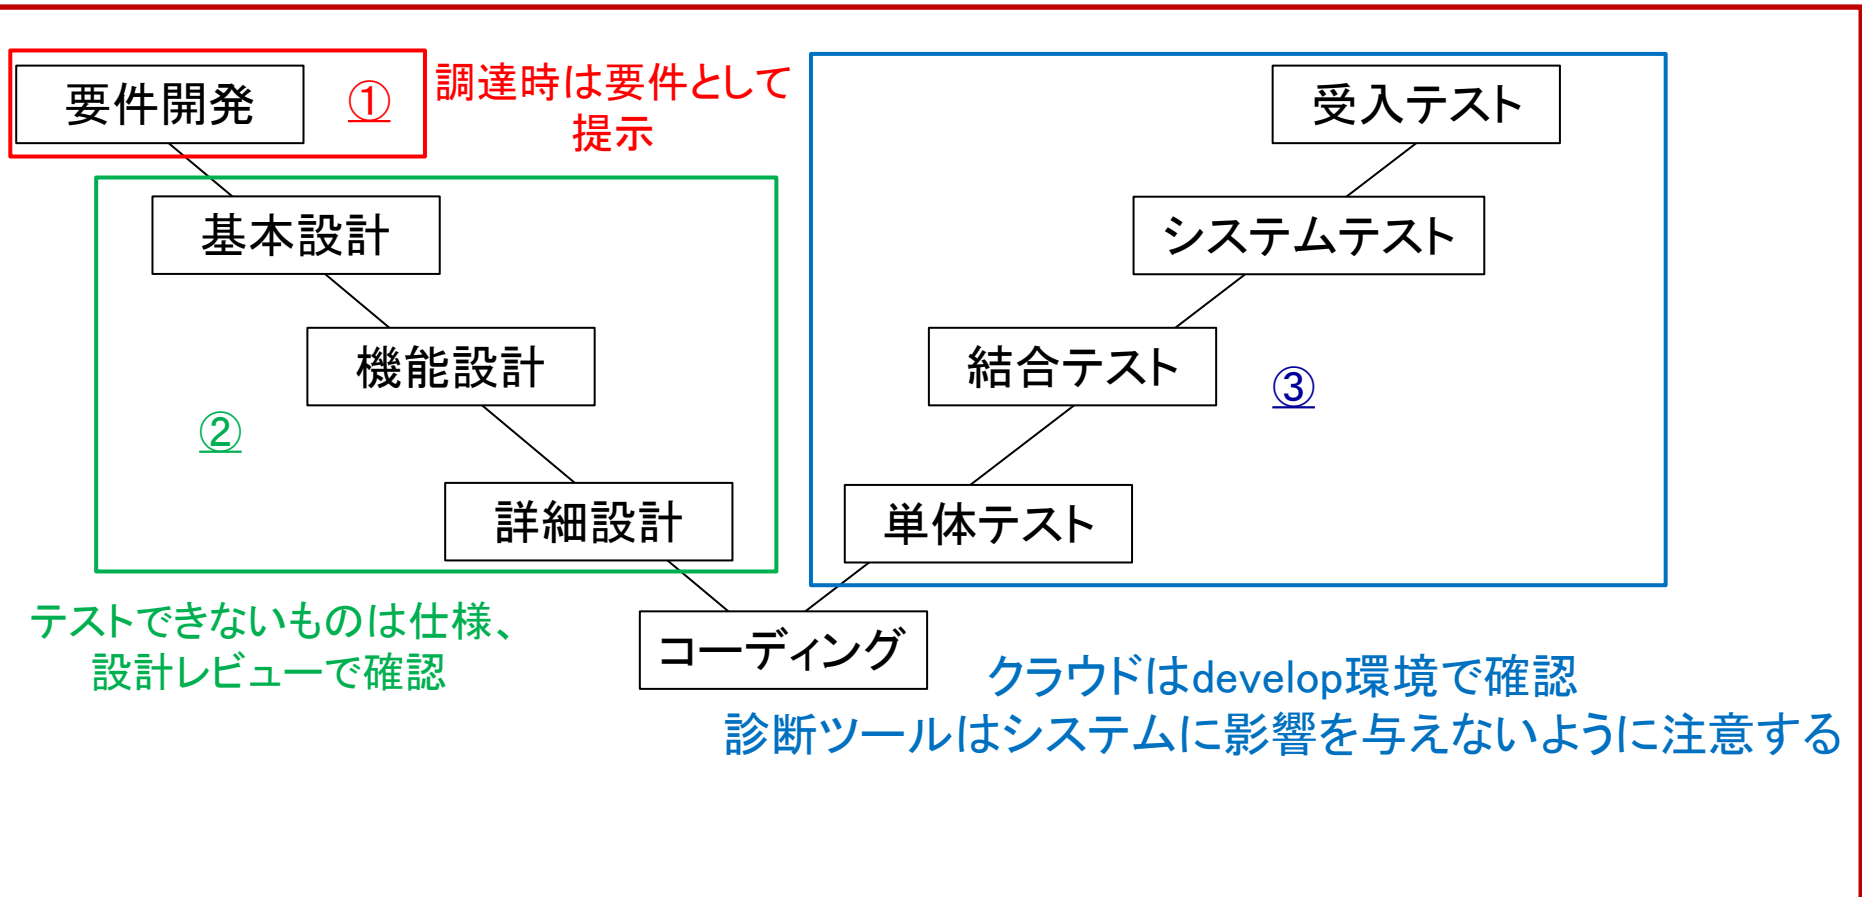 要件開発
①
調達時は要件として
提示
受入テスト
基本設計
システムテスト
機能設計
結合テスト
②
③
詳細設計
単体テスト
テストできないものは仕様、
設計レビューで確認
コーディング
クラウドはdevelop環境で確認
診断ツールはシステムに影響を与えないように注意する